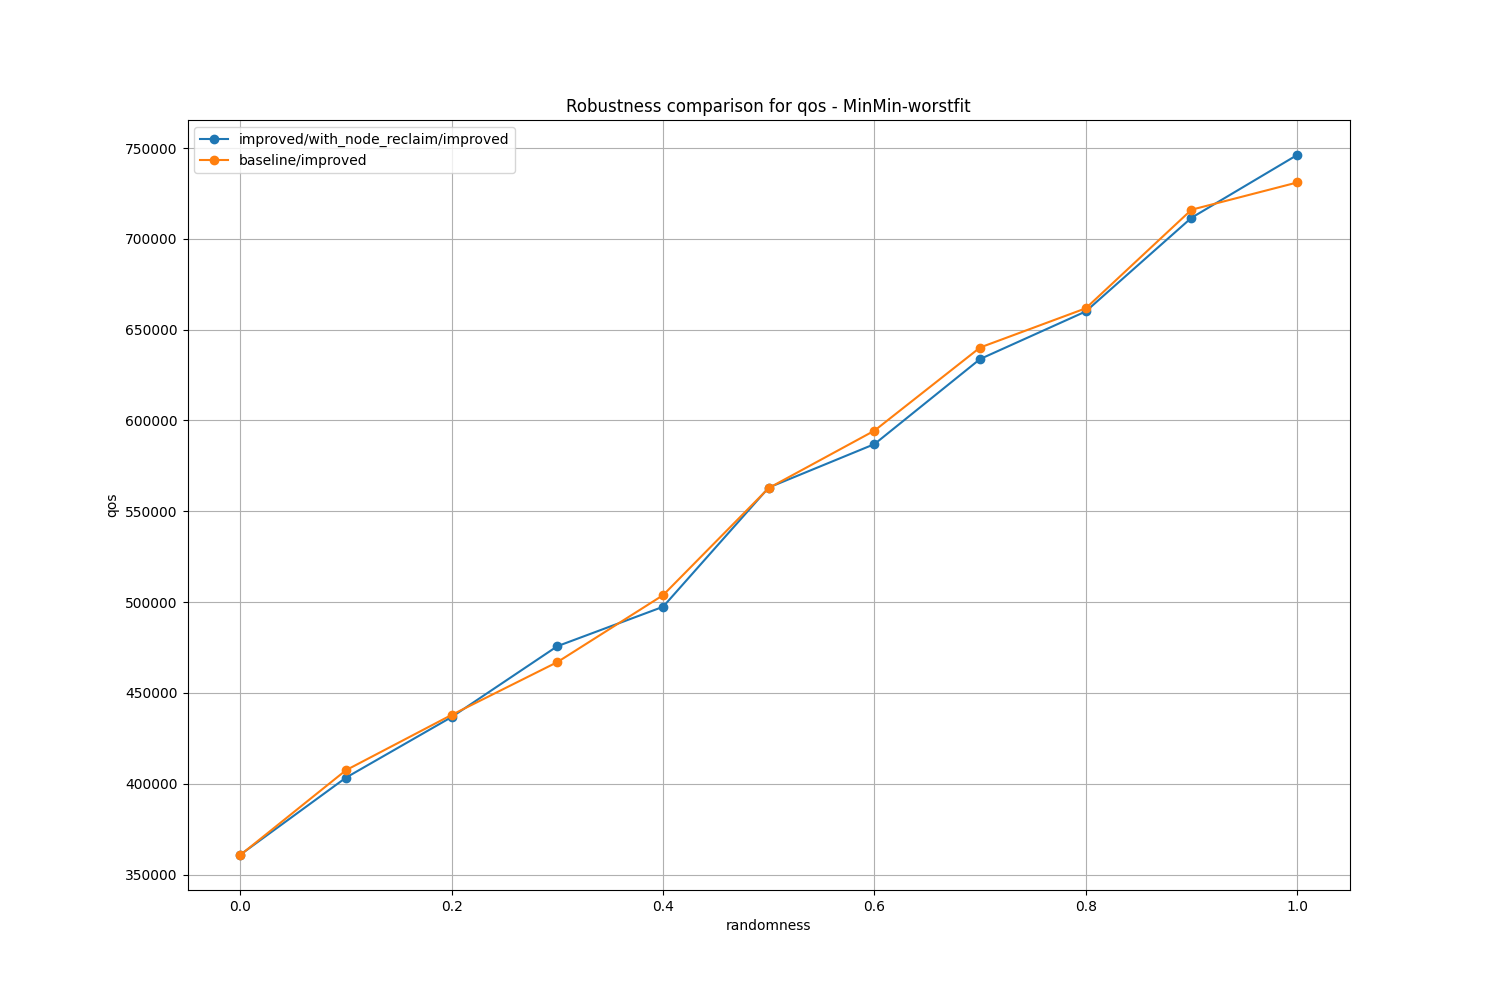 Robustness comparison for qos - MinMin-worstfit
improved/with_node_reclaim/improved
baseline/improved
750000
700000
650000
600000
550000
500000
450000
400000
350000
qos
0.0 0.2 0.4 0.6 0.8 1.0
randomness